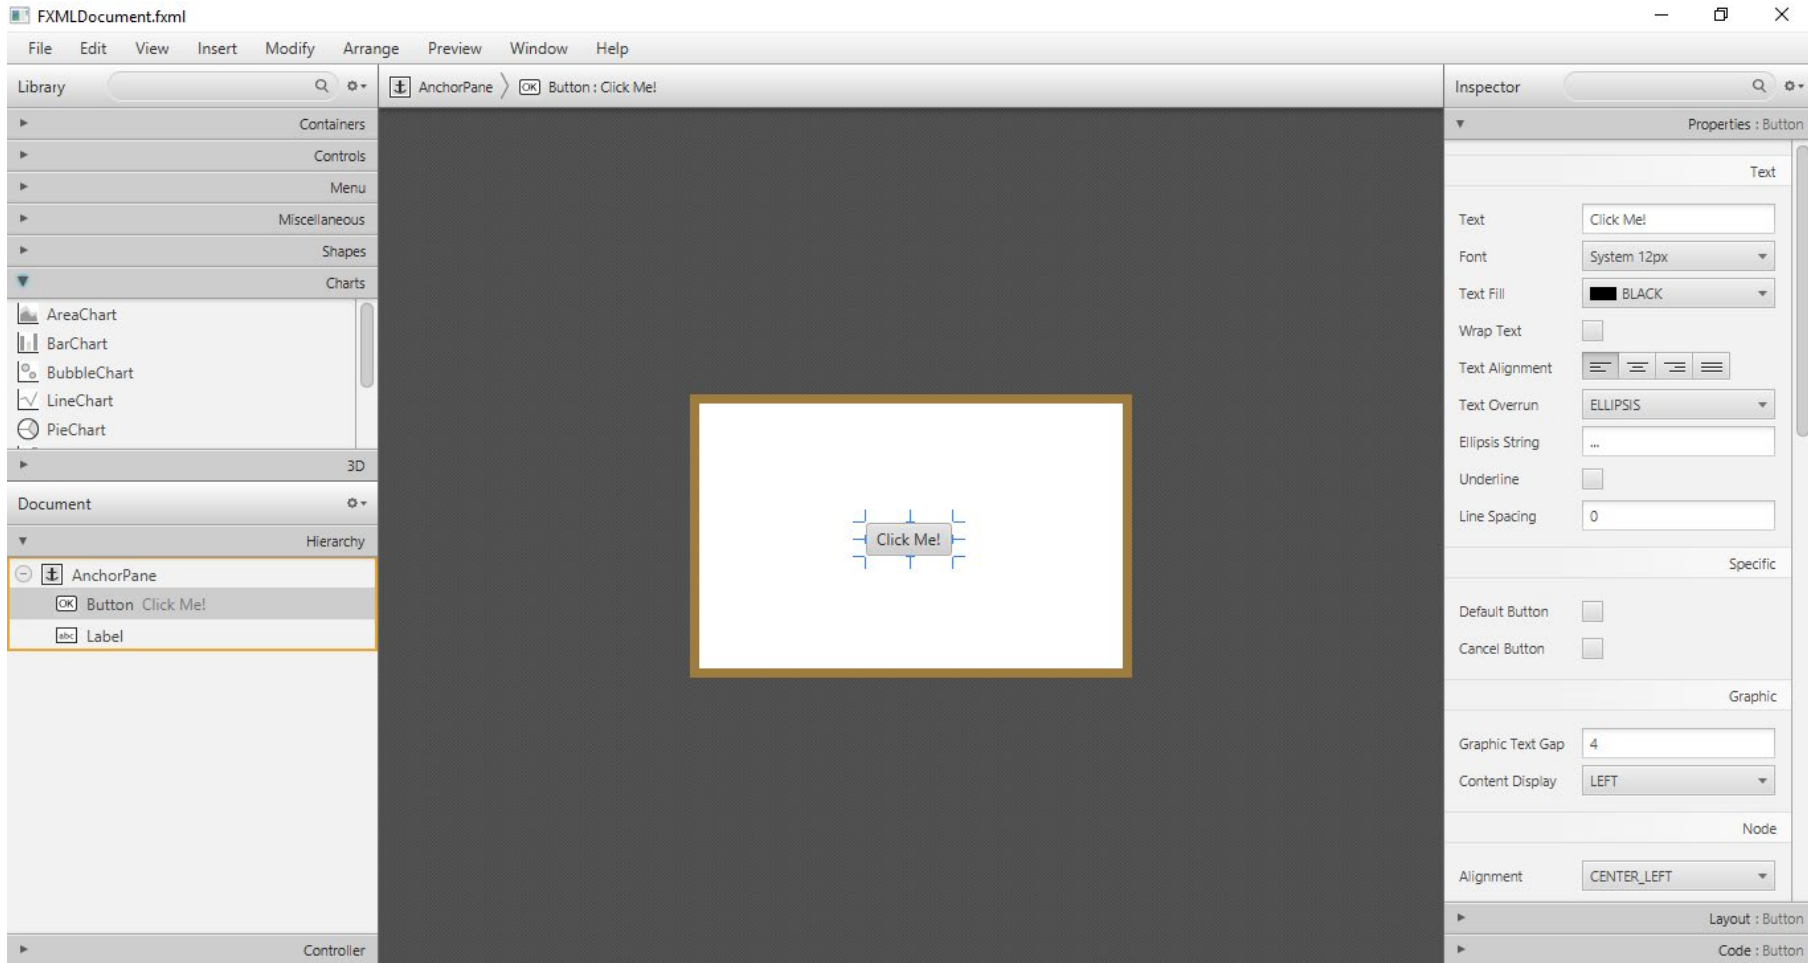 FXMLDocument.fxml
File Edit View Insert Modify Arrange Preview Window Help
Library
Containers
Controls
Menu
Miscellaneous
Shapes
Charts
AreaChart
BarChart
BubbleChart
LineChart
PieChart
3D
Document
Hierarchy
AnchorPane
OK Button Click Me!
abc Label
Controller
AnchorPane OK Button : Click Me!
Click Me!
Inspector
Properties : Button
Text
Text Click Me!
Font System 12px
Text Fill BLACK
Wrap Text
Text Alignment
Text Overrun ELLIPSIS
Ellipsis String ...
Underline
Line Spacing 0
Specific
Default Button
Cancel Button
Graphic
Graphic Text Gap 4
Content Display LEFT
Node
Alignment CENTER_LEFT
Layout : Button
Code : Button